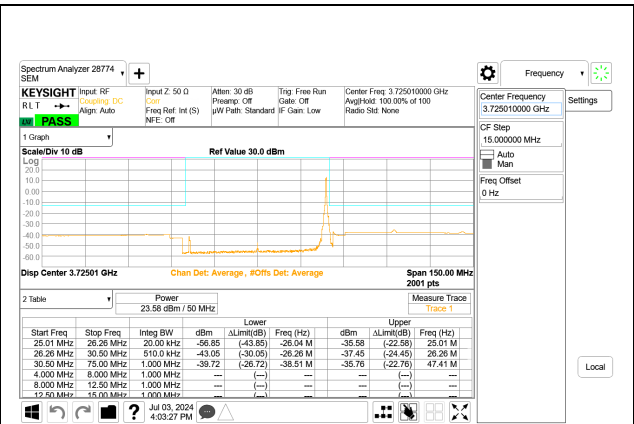 Spectrum Analyzer 28774
SEM
Frequency
KEYSIGHT
RLT
LXI
PASS
Input: RF
Coupling: DC
Align: Auto
Input Z: 50 Ω
Corr
Freq Ref: Int (S)
NFE: Off
Atten: 30 dB
Preamp: Off
µW Path: Standard
Trig: Free Run
Gate: Off
IF Gain: Low
Center Freq: 3.725010000 GHz
Avg|Hold: 100.00% of 100
Radio Std: None
Center Frequency
3.725010000 GHz
Settings
CF Step
15.000000 MHz
Auto
Man
Freq Offset
0 Hz
Local
1 Graph
Scale/Div 10 dB
Ref Value 30.0 dBm
Log
20.0
10.0
0.00
-10.0
-20.0
-30.0
-40.0
-50.0
-60.0
Disp Center 3.72501 GHz
Chan Det: Average, #Offs Det: Average
Span 150.00 MHz
2001 pts
2 Table
Power
23.58 dBm / 50 MHz
Measure Trace
Trace 1
Lower Upper
Start Freq Stop Freq Integ BW dBm ΔLimit(dB) Freq (Hz) dBm ΔLimit(dB) Freq (Hz)
25.01 MHz 26.26 MHz 20.00 kHz -56.85 (-43.85) -26.04 M -35.58 (-22.58) 25.01 M
26.26 MHz 30.50 MHz 510.0 kHz -43.05 (-30.05) -26.26 M -37.45 (-24.45) 26.26 M
30.50 MHz 75.00 MHz 1.000 MHz -39.72 (-26.72) -38.51 M -35.76 (-22.76) 47.41 M
4.000 MHz 8.000 MHz 1.000 MHz --- (---) --- --- (---) ---
8.000 MHz 12.50 MHz 1.000 MHz --- (---) --- --- (---) ---
12.50 MHz 15.00 MHz 1.000 MHz --- (---) --- --- (---) ---
Jul 03, 2024
4:03:27 PM